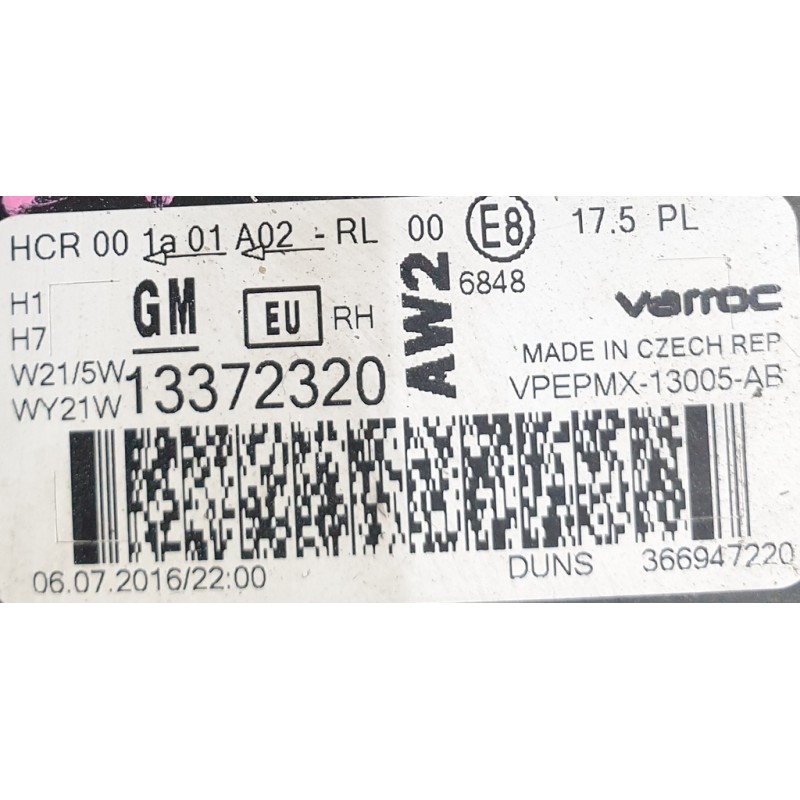 HCR 00 1a 01 A02 - RL 00 E8 17.5 PL
6848
H1
H7
GM EU RH
AW2
varroc
MADE IN CZECH REP
W21/5W
WY21W
13372320
VPEPMX-13005-AB
06.07.2016/22:00
DUNS 366947220